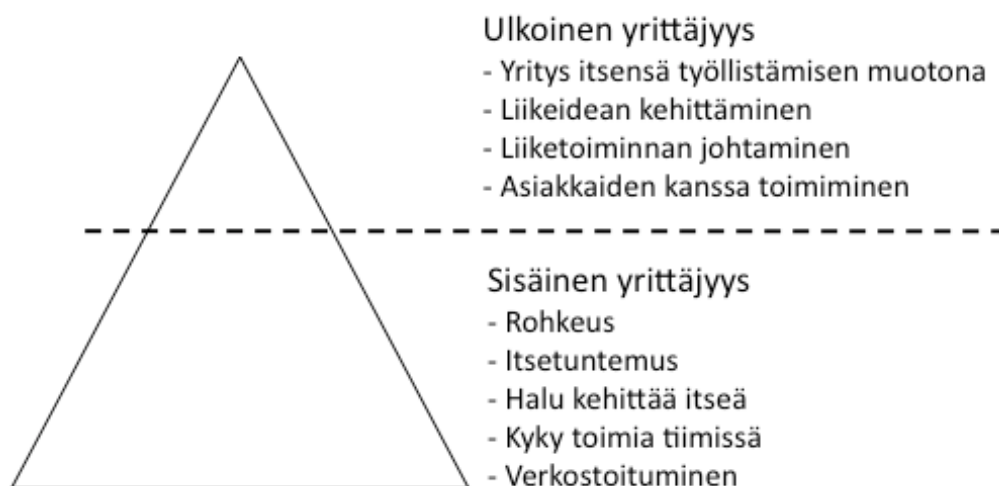 Ulkoinen yrittäjyys
- Yritys itsensä työllistämisen muotona
- Liikeidean kehittäminen
- Liiketoiminnan johtaminen
- Asiakkaiden kanssa toimiminen
Sisäinen yrittäjyys
- Rohkeus
- Itsetuntemus
- Halu kehittää itseä
- Kyky toimia tiimissä
- Verkostoituminen